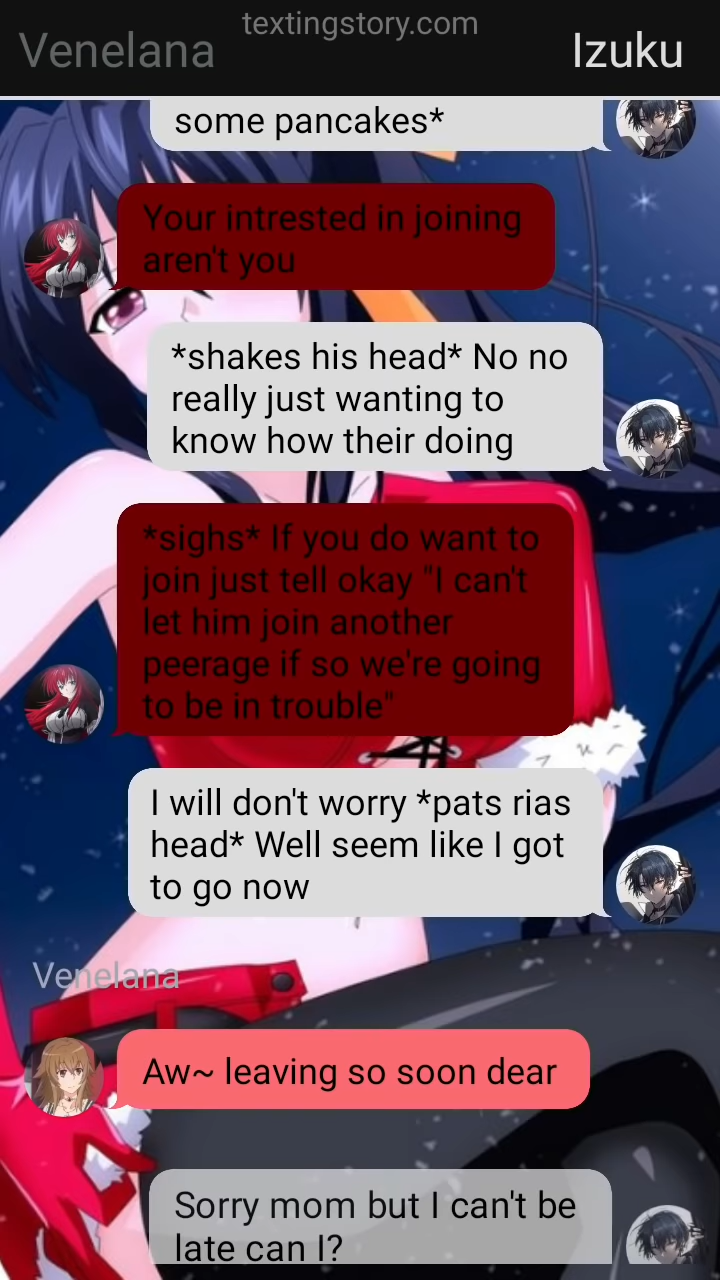 textingstory.com
Venelana
Izuku
some pancakes*
Your intrested in joining
aren't you
*shakes his head* No no
really just wanting to
know how their doing
*sighs* If you do want to
join just tell okay "I can't
let him join another
peerage if so we're going
to be in trouble"
I will don't worry *pats rias
head* Well seem like I got
to go now
Venelana
Aw~ leaving so soon dear
Sorry mom but I can't be
late can I?